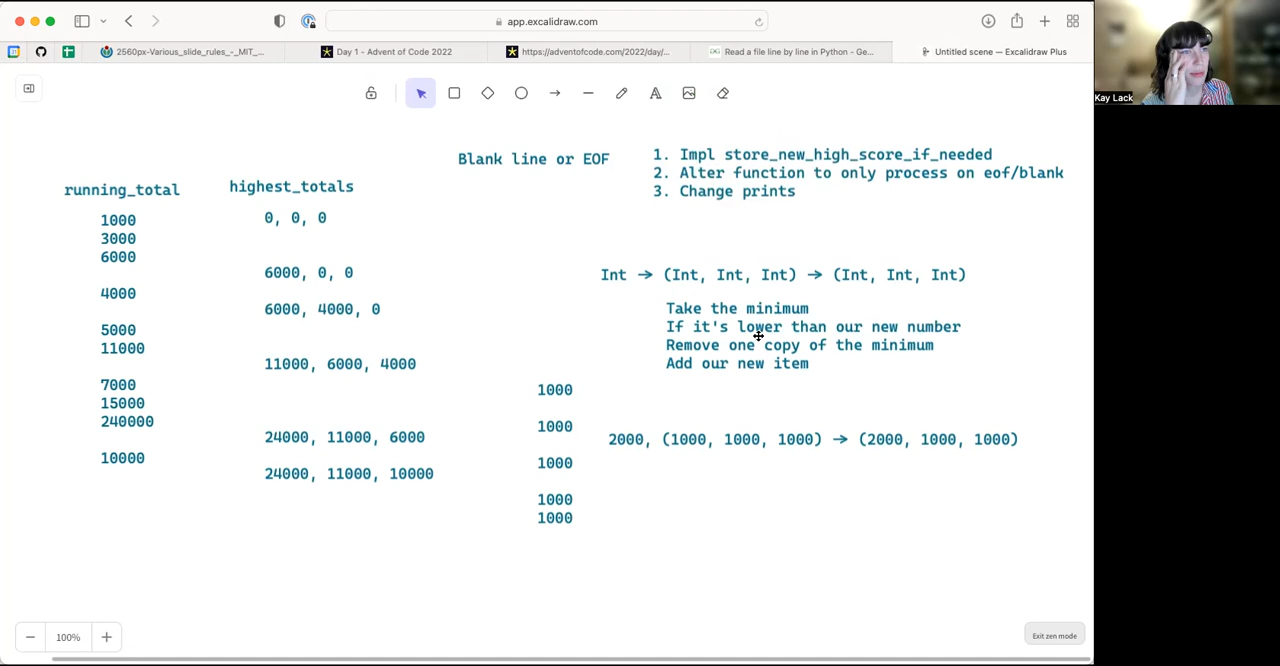 app.excalidraw.com
2560px-Various_slide_rules_-_MIT_...
Day 1 - Advent of Code 2022
https://adventofcode.com/2022/day/...
Read a file line by line in Python - Ge...
Untitled scene — Excalidraw Plus
Kay Lack
Blank line or EOF
1. Impl store_new_high_score_if_needed
2. Alter function to only process on eof/blank
3. Change prints
running_total
1000
3000
6000
4000
5000
11000
7000
15000
240000
10000
highest_totals
0, 0, 0
6000, 0, 0
6000, 4000, 0
11000, 6000, 4000
24000, 11000, 6000
24000, 11000, 10000
Int → (Int, Int, Int) → (Int, Int, Int)
Take the minimum
If it's lower than our new number
Remove one copy of the minimum
Add our new item
1000
1000
1000
1000
1000
2000, (1000, 1000, 1000) → (2000, 1000, 1000)
100%
Exit zen mode